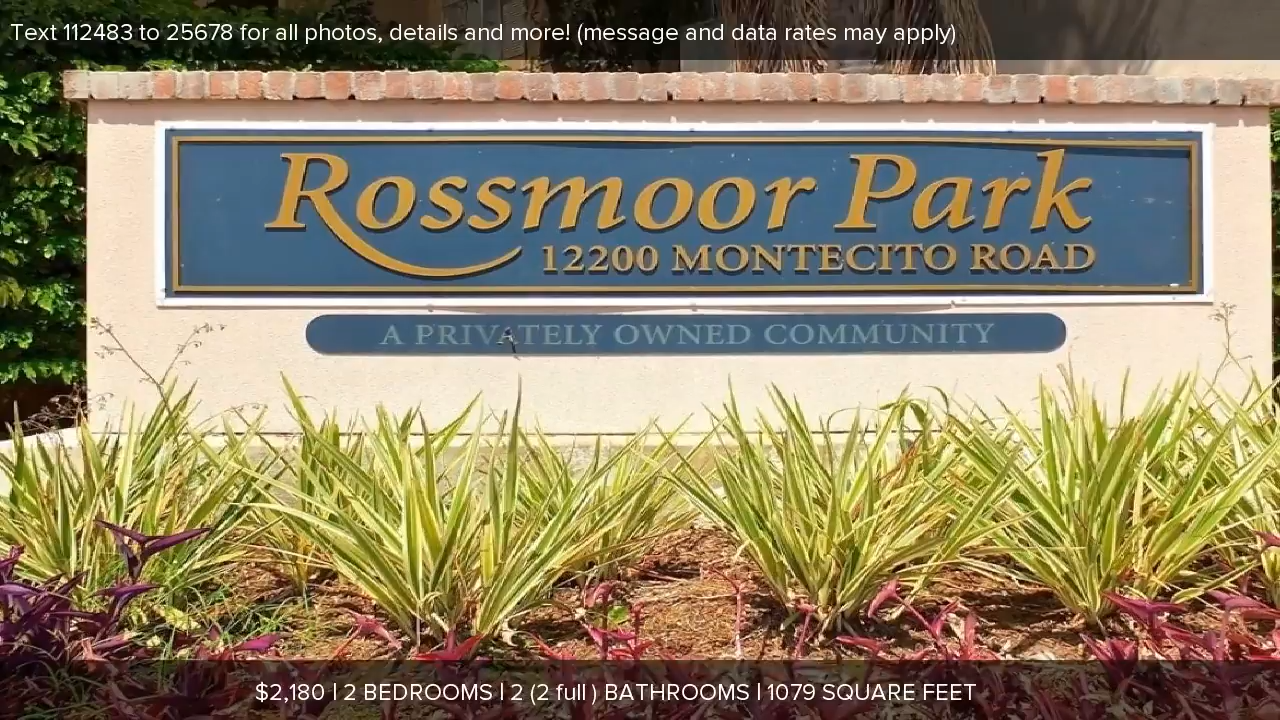 Text 112483 to 25678 for all photos, details and more! (message and data rates may apply)
Rossmoor Park
12200 MONTECITO ROAD
A PRIVATELY OWNED COMMUNITY
$2,180 | 2 BEDROOMS | 2 (2 full ) BATHROOMS | 1079 SQUARE FEET